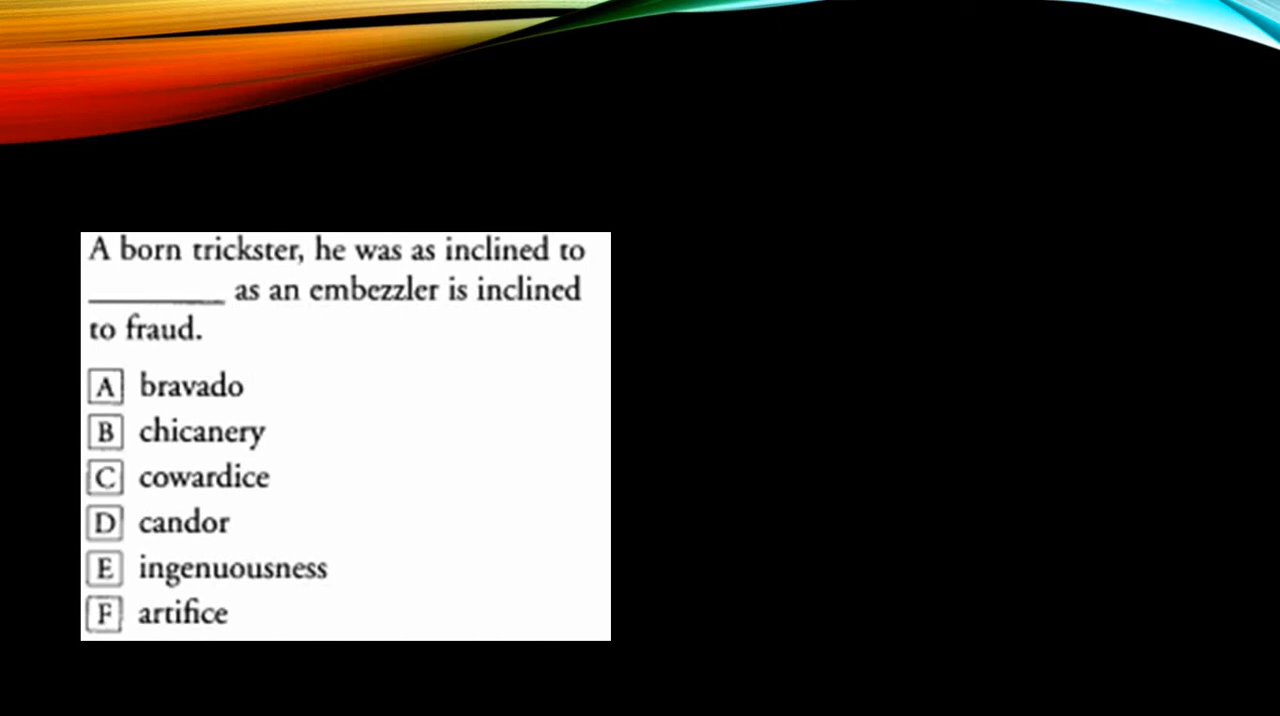 A born trickster, he was as inclined to
__________ as an embezzler is inclined
to fraud.
A bravado
B chicanery
C cowardice
D candor
E ingenuousness
F artifice